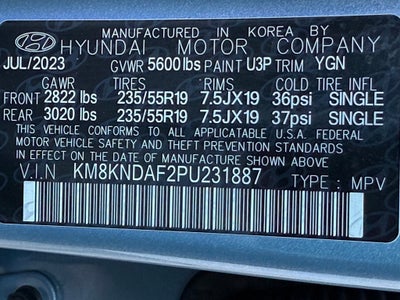 MANUFACTURED IN KOREA BY
HYUNDAI MOTOR COMPANY
JUL/2023 GVWR 5600 lbs PAINT U3P TRIM YGN
GAWR TIRES RIMS COLD TIRE INFL
FRONT 2822 lbs 235/55R19 7.5JX19 36psi SINGLE
REAR 3020 lbs 235/55R19 7.5JX19 37psi SINGLE
THIS VEHICLE CONFORMS TO ALL APPLICABLE U.S.A. FEDERAL
MOTOR VEHICLE SAFETY AND THEFT PREVENTION STANDARDS
IN EFFECT ON THE DATE OF MANUFACTURE SHOWN ABOVE.
V.I.N KM8KNDAF2PU231887 TYPE : MPV